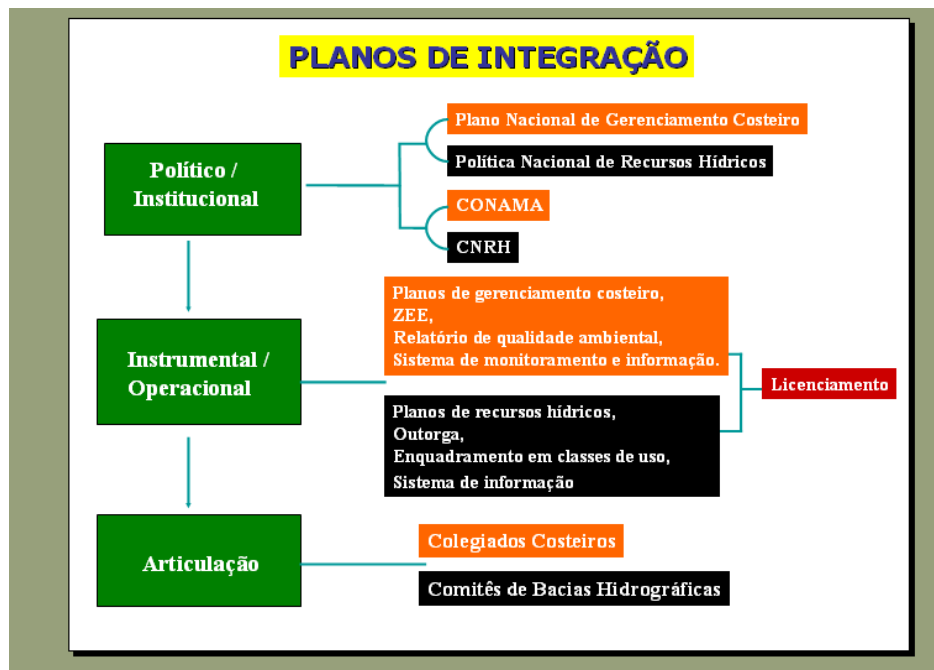 PLANOS DE INTEGRAÇÃO
Político /
Institucional
Plano Nacional de Gerenciamento Costeiro
Política Nacional de Recursos Hídricos
CONAMA
CNRH
Instrumental /
Operacional
Planos de gerenciamento costeiro,
ZEE,
Relatório de qualidade ambiental,
Sistema de monitoramento e informação.
Planos de recursos hídricos,
Outorga,
Enquadramento em classes de uso,
Sistema de informação
Licenciamento
Articulação
Colegiados Costeiros
Comitês de Bacias Hidrográficas